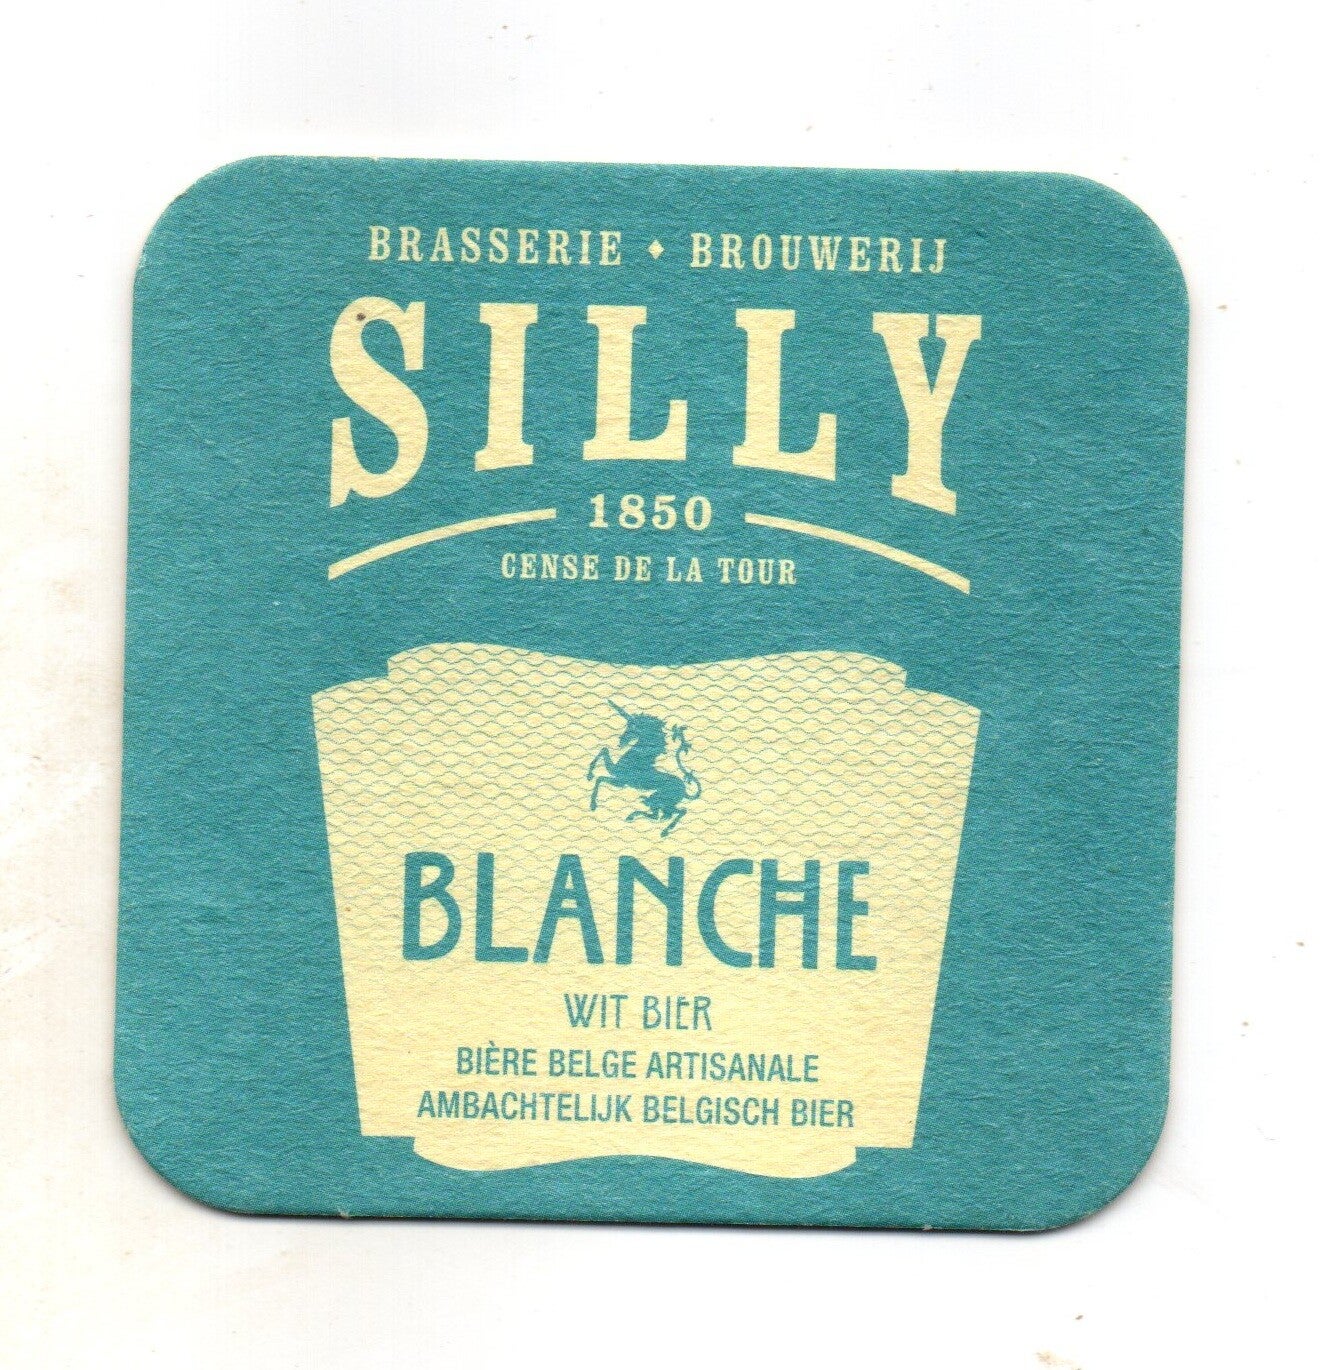 BRASSERIE ♦ BROUWERIJ
SILLY
1850
CENSE DE LA TOUR
BLANCHE
WIT BIER
BIÈRE BELGE ARTISANALE
AMBACHTELIJK BELGISCH BIER